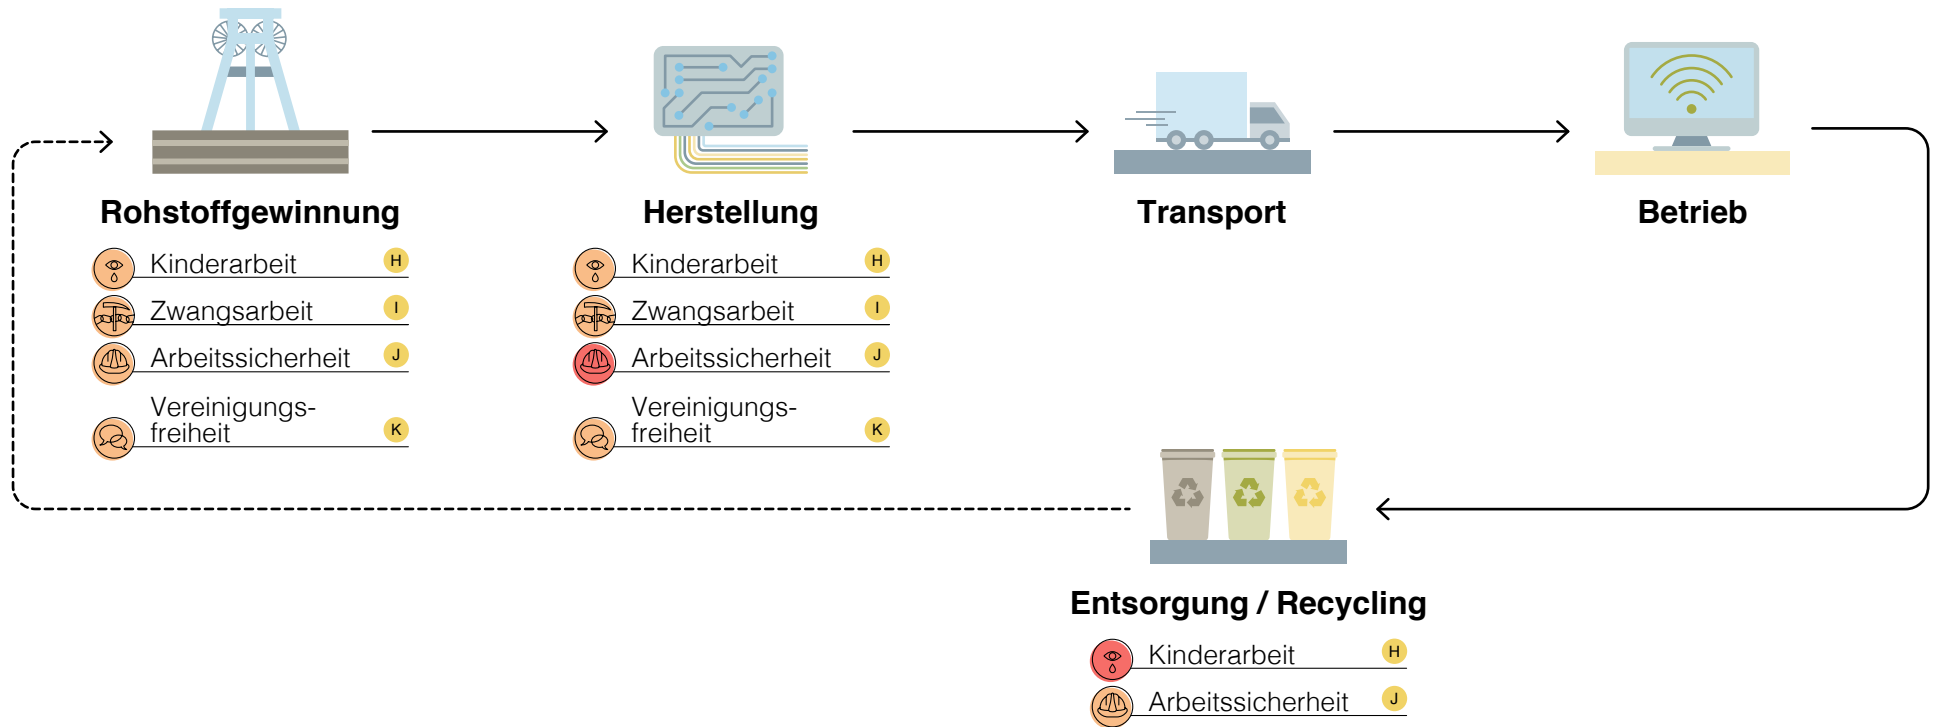 Rohstoffgewinnung
Kinderarbeit H
Zwangsarbeit I
Arbeitssicherheit J
Vereinigungs-
freiheit K
Herstellung
Kinderarbeit H
Zwangsarbeit I
Arbeitssicherheit J
Vereinigungs-
freiheit K
Transport
Betrieb
Entsorgung / Recycling
Kinderarbeit H
Arbeitssicherheit J